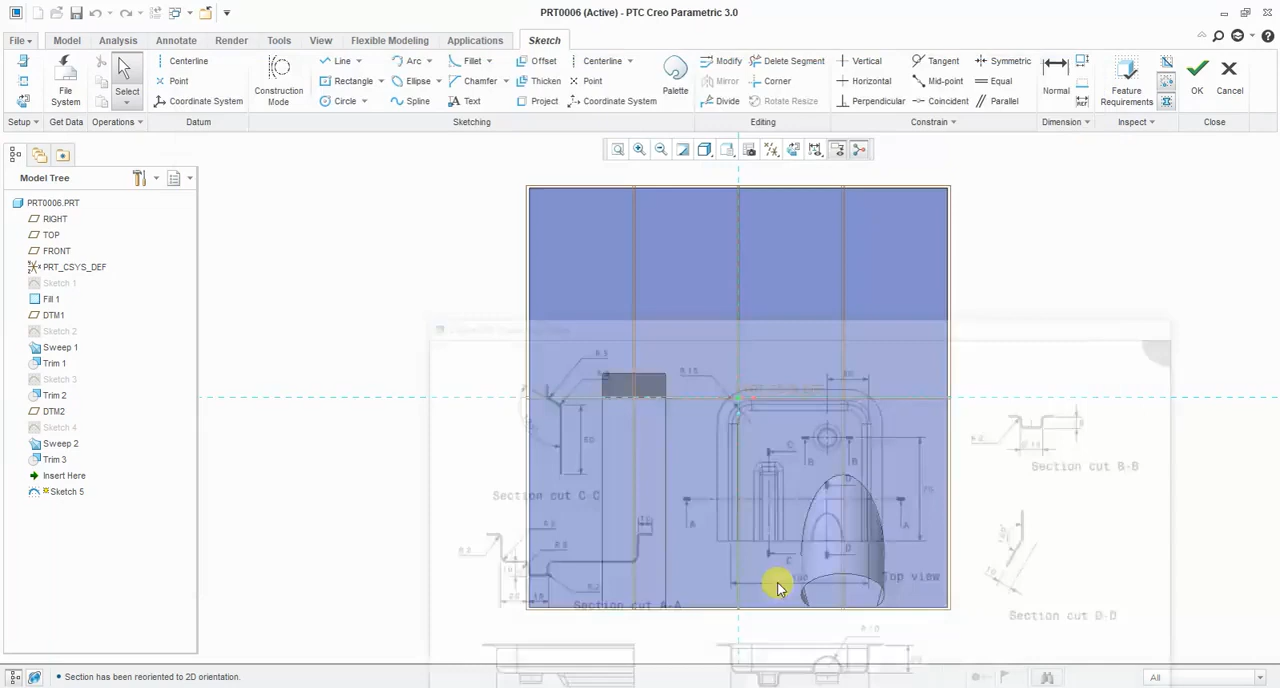 PRT0006 (Active) - PTC Creo Parametric 3.0
File
Model
Analysis
Annotate
Render
Tools
View
Flexible Modeling
Applications
Sketch
File
System
Select
Centerline
Point
Coordinate System
Construction
Mode
Line
Rectangle
Circle
Arc
Ellipse
Spline
Fillet
Chamfer
Text
Offset
Thicken
Project
Centerline
Point
Coordinate System
Palette
Modify
Mirror
Divide
Delete Segment
Corner
Rotate Resize
Vertical
Horizontal
Perpendicular
Tangent
Mid-point
Coincident
Symmetric
Equal
Parallel
Normal
Feature
Requirements
OK
Cancel
Setup
Get Data
Operations
Datum
Sketching
Editing
Constrain
Dimension
Inspect
Close
Model Tree
PRT0006.PRT
RIGHT
TOP
FRONT
PRT_CSYS_DEF
Sketch 1
Fill 1
DTM1
Sketch 2
Sweep 1
Trim 1
Sketch 3
Trim 2
DTM2
Sketch 4
Sweep 2
Trim 3
Insert Here
Sketch 5
R.15
60
Section cut C-C
C
B
B
75
A
A
D
D
C
Top view
Section cut A-A
Section cut B-B
Section cut D-D
Section has been reoriented to 2D orientation.
All